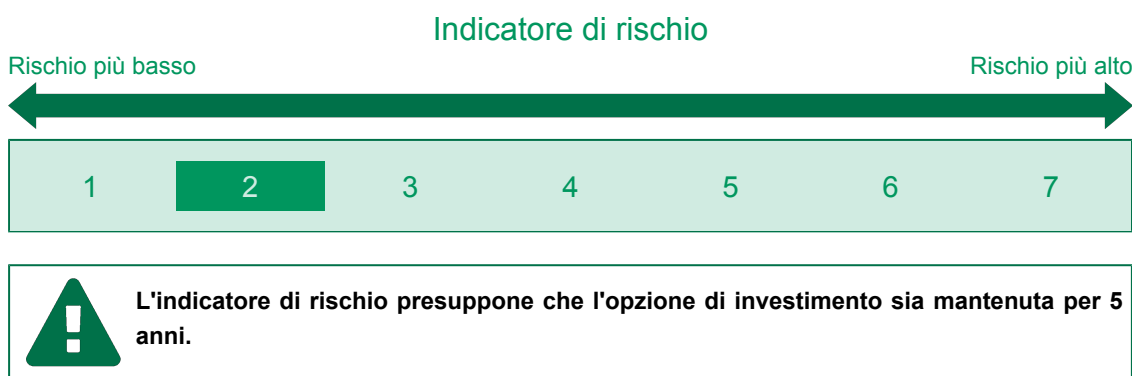 Indicatore di rischio
Rischio più basso Rischio più alto
1 2 3 4 5 6 7
L'indicatore di rischio presuppone che l'opzione di investimento sia mantenuta per 5
anni.